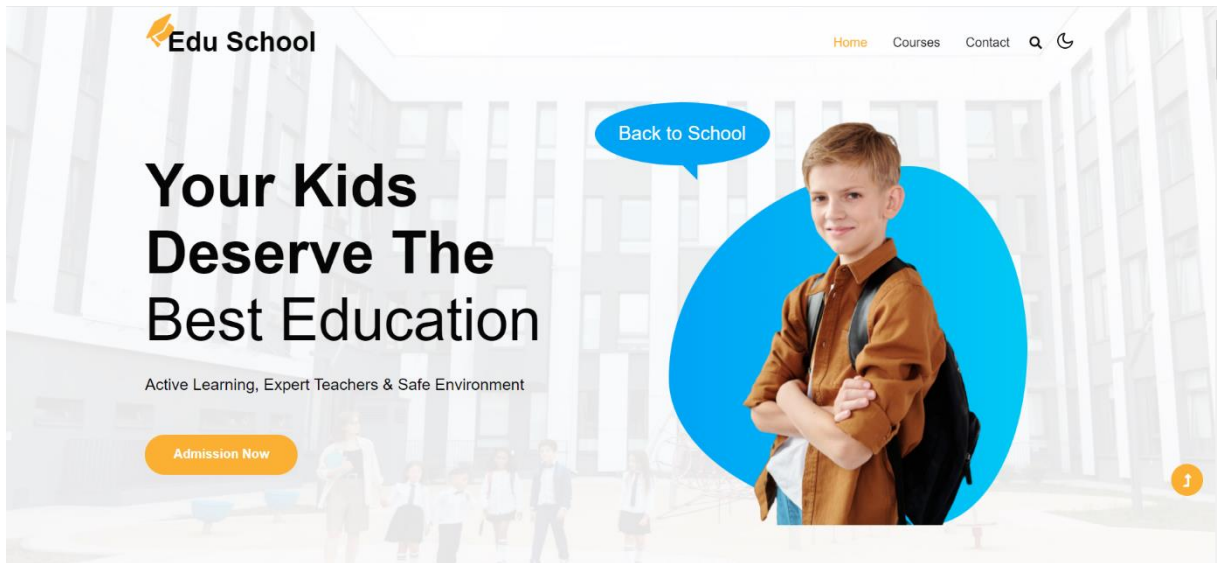 Edu School
Home Courses Contact
Back to School
Your Kids
Deserve The
Best Education
Active Learning, Expert Teachers & Safe Environment
Admission Now